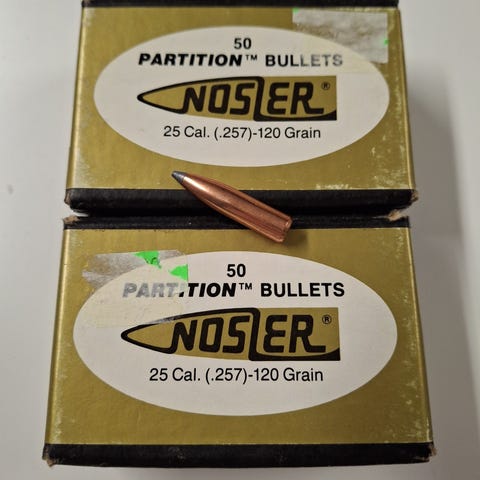 50
PARTITION™ BULLETS
NOSLER®
25 Cal. (.257)-120 Grain
50
PARTITION™ BULLETS
NOSLER®
25 Cal. (.257)-120 Grain